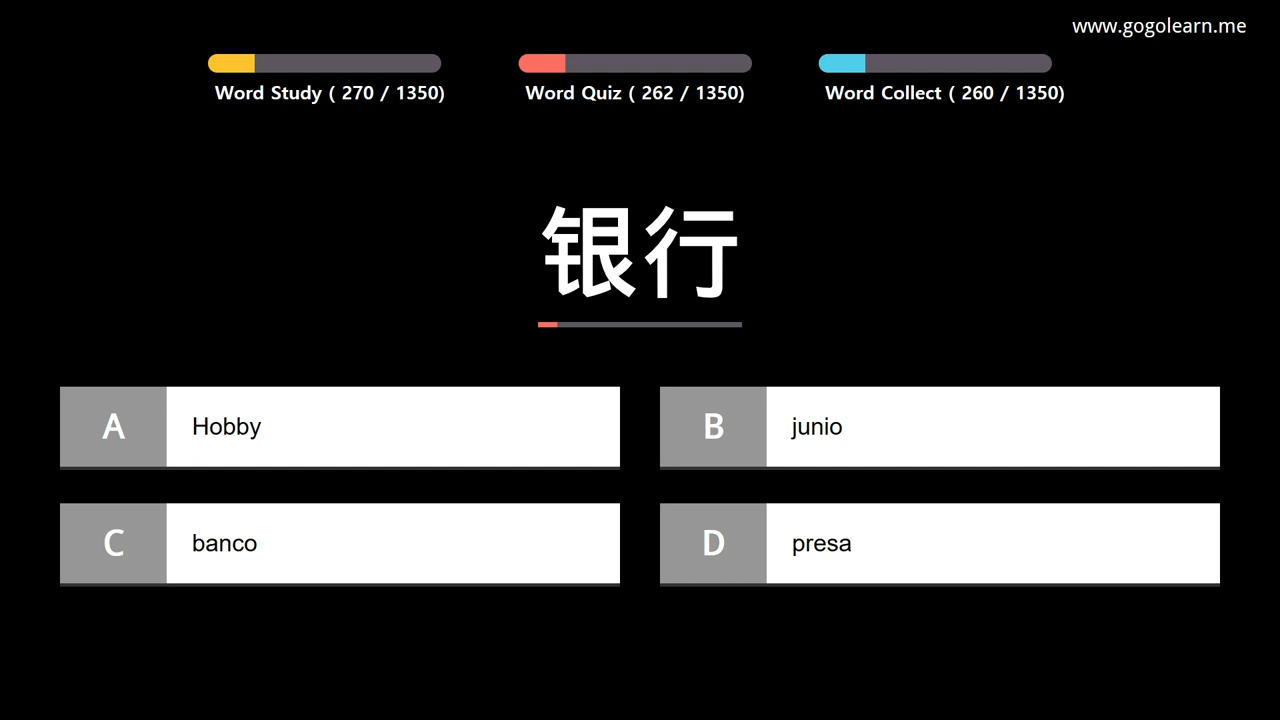 www.gogolearn.me
Word Study ( 270 / 1350)
Word Quiz ( 262 / 1350)
Word Collect ( 260 / 1350)
银行
A Hobby
B junio
C banco
D presa